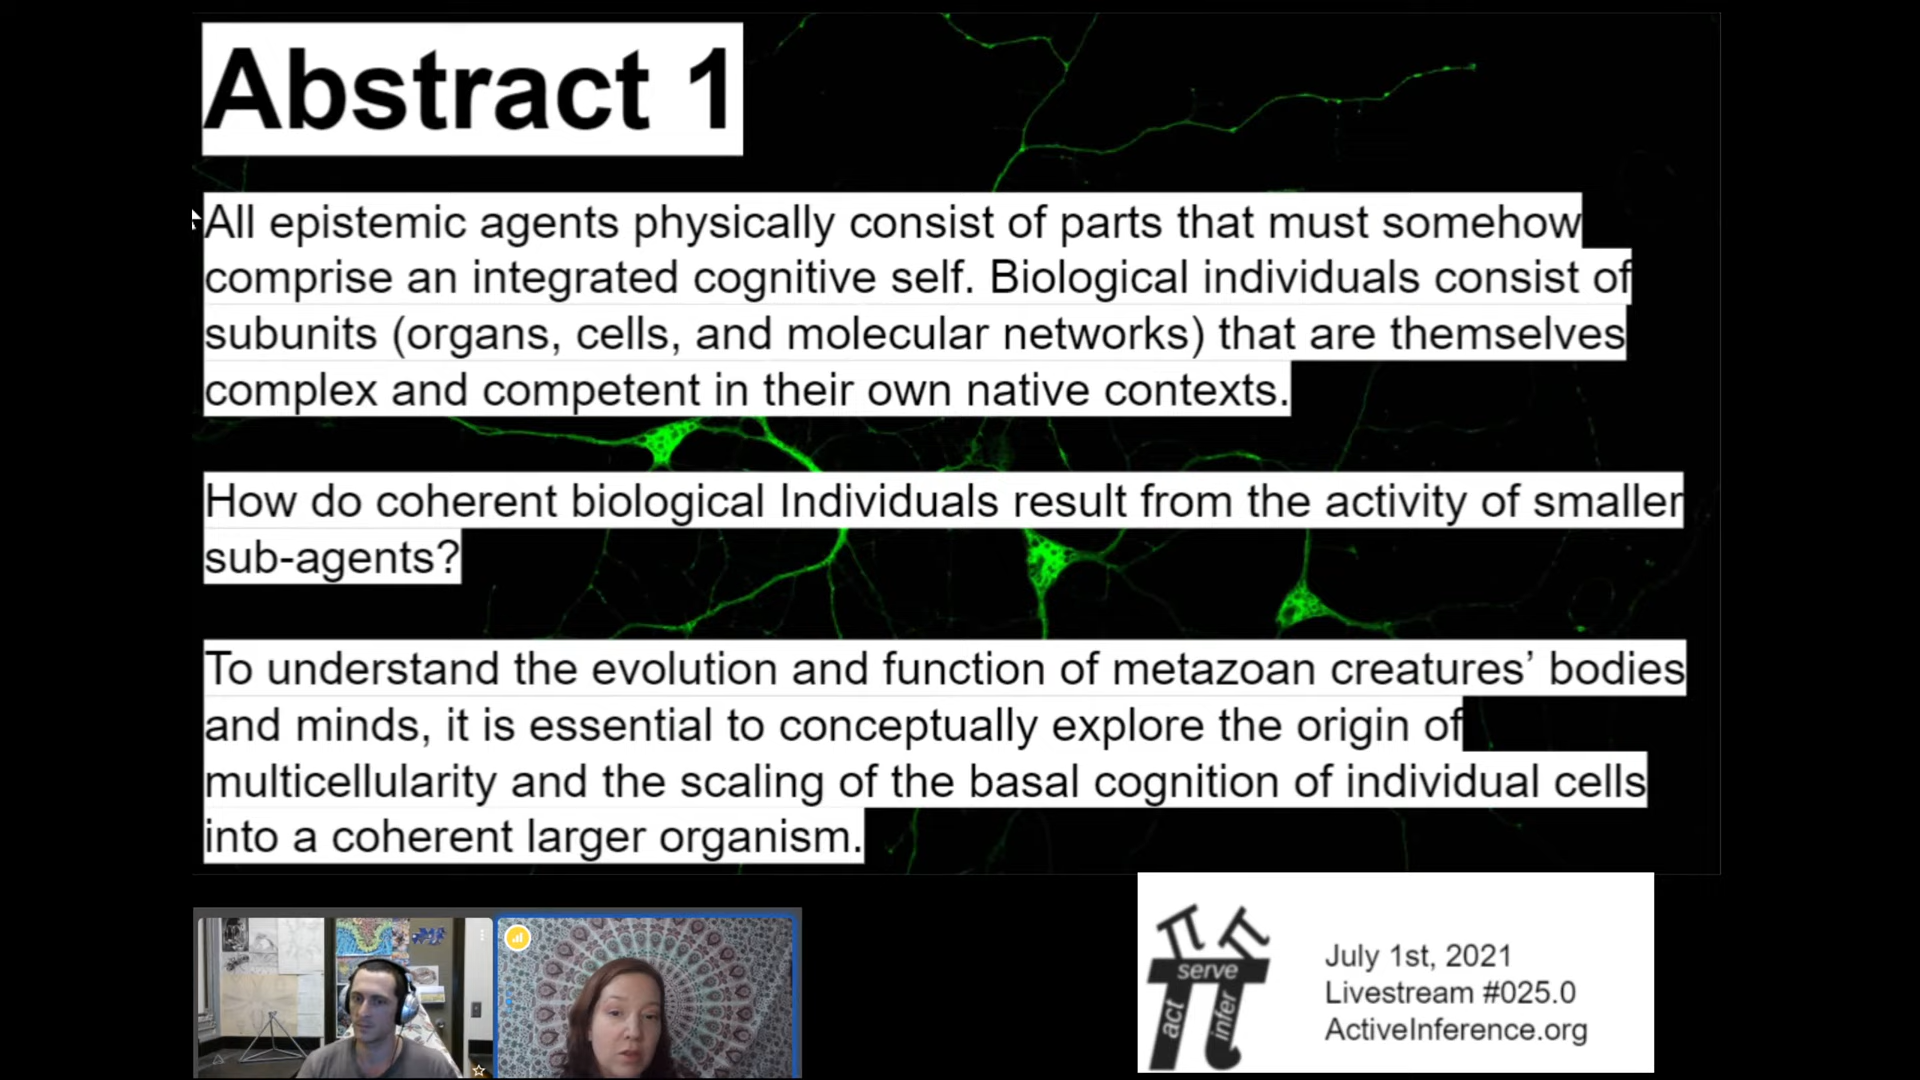 Abstract 1
All epistemic agents physically consist of parts that must somehow
comprise an integrated cognitive self. Biological individuals consist of
subunits (organs, cells, and molecular networks) that are themselves
complex and competent in their own native contexts.
How do coherent biological Individuals result from the activity of smaller
sub-agents?
To understand the evolution and function of metazoan creatures’ bodies
and minds, it is essential to conceptually explore the origin of
multicellularity and the scaling of the basal cognition of individual cells
into a coherent larger organism.
serve
act
infer
July 1st, 2021
Livestream #025.0
ActiveInference.org